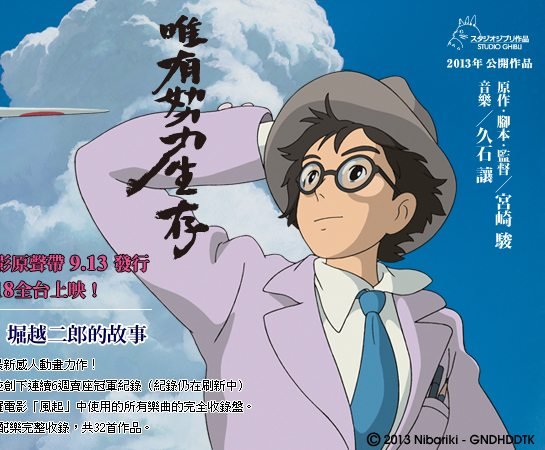 唯有努力生存
スタジオジブリ作品
STUDIO GHIBLI
2013年 公開作品
原作・腳本・監督／宮崎 駿
音樂／久石 讓
原聲帶 9.13 發行
18全台上映！
堀越二郎的故事
最新感人動畫力作！
創下連續6週賣座冠軍紀錄（紀錄仍在刷新中）
電影「風起」中使用的所有樂曲的完全收錄盤。
配樂完整收錄，共32首作品。
© 2013 Nibariki - GNDHDDTK